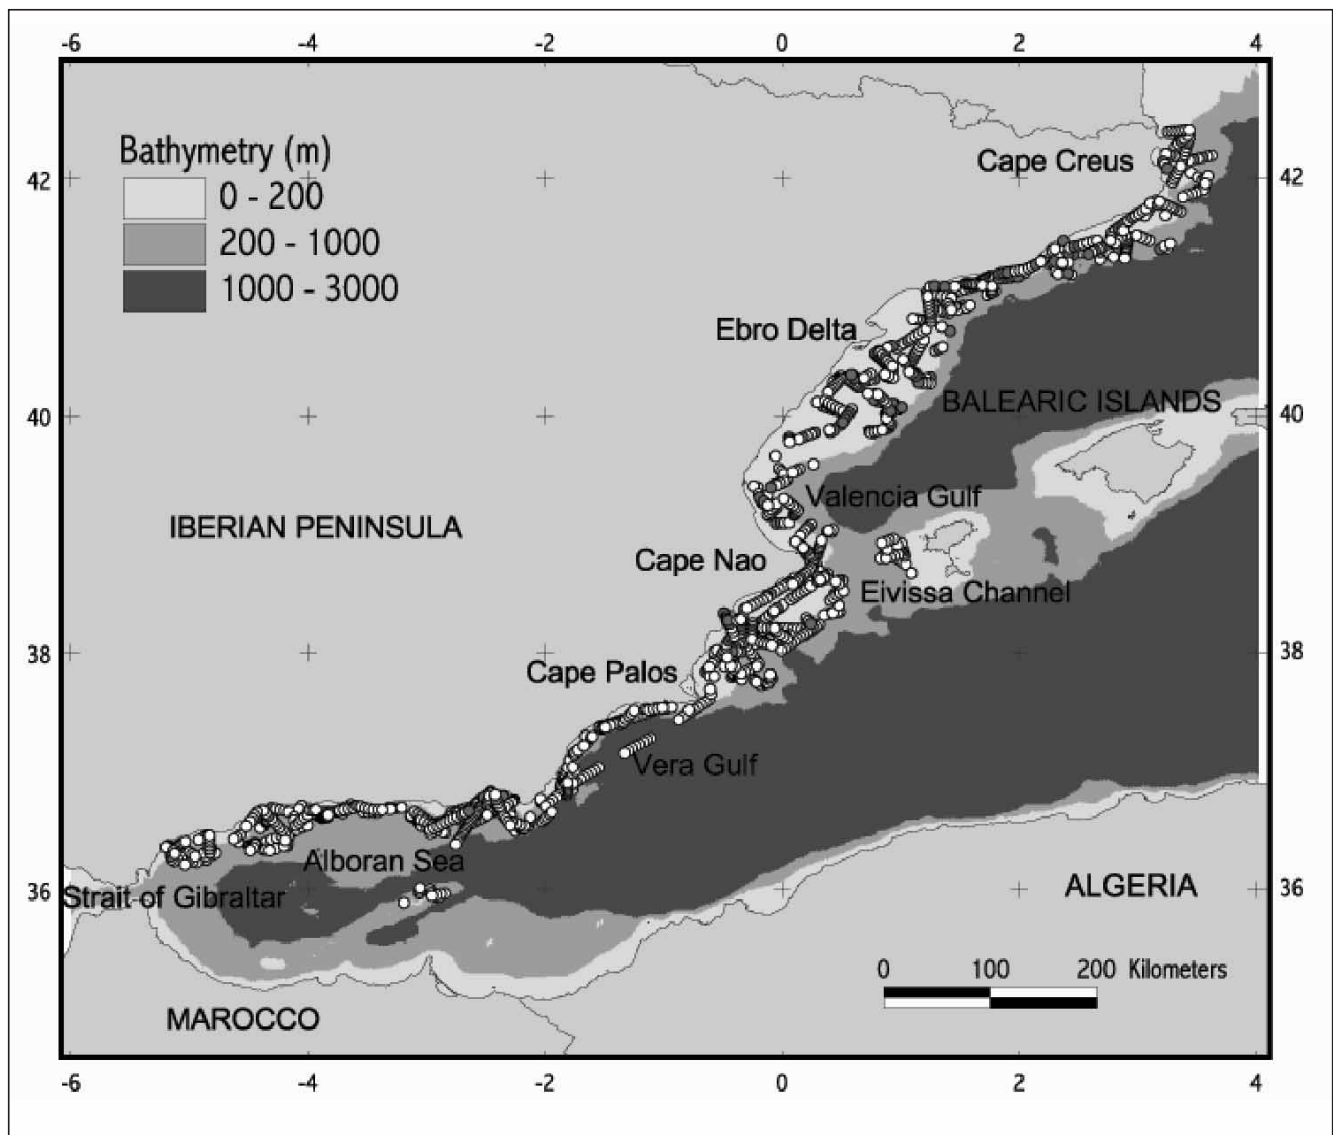 -6 -4 -2 0 2 4
Bathymetry (m)
0 - 200
200 - 1000
1000 - 3000
Cape Creus
42 42
Ebro Delta
BALEARIC ISLANDS
40 40
Valencia Gulf
IBERIAN PENINSULA
Cape Nao
Eivissa Channel
38 38
Cape Palos
Vera Gulf
Alboran Sea
36 Strait of Gibraltar ALGERIA 36
0 100 200 Kilometers
MAROCCO
-6 -4 -2 0 2 4